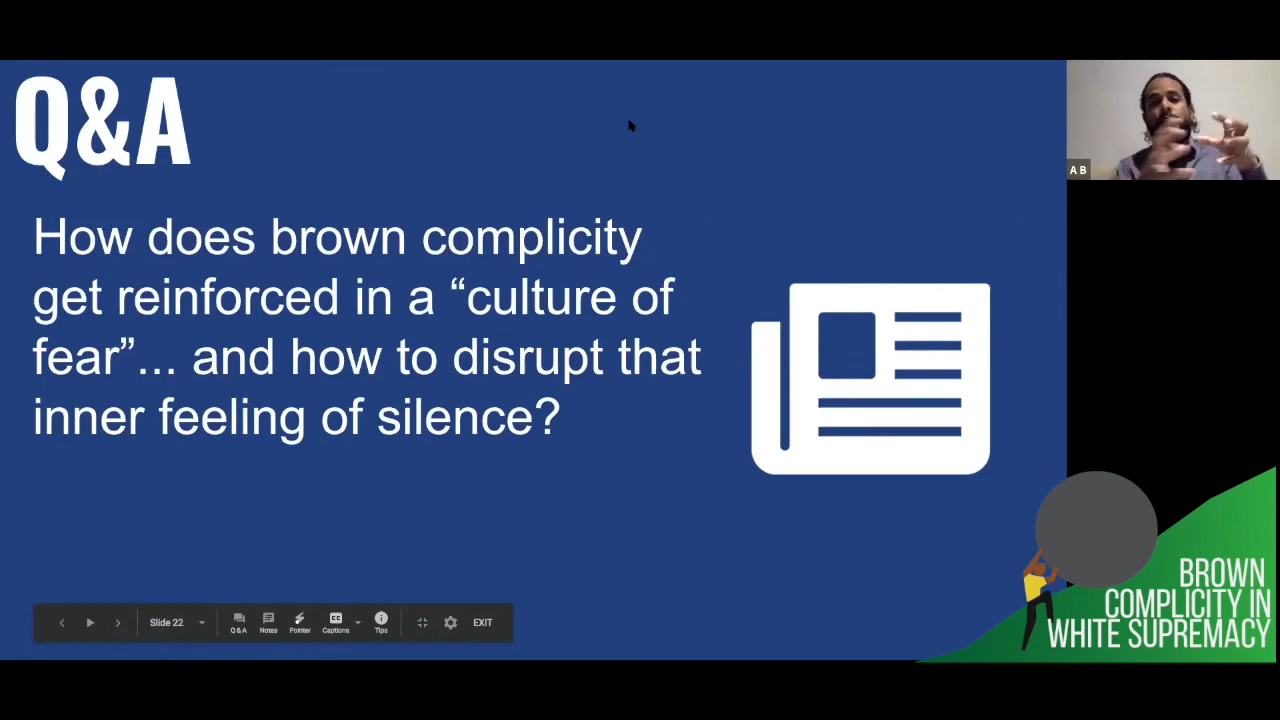 Q&A
How does brown complicity
get reinforced in a “culture of
fear”... and how to disrupt that
inner feeling of silence?
A B
BROWN
COMPLICITY IN
WHITE SUPREMACY
Slide 22
Q&A
Notes
Pointer
Captions
Tips
EXIT